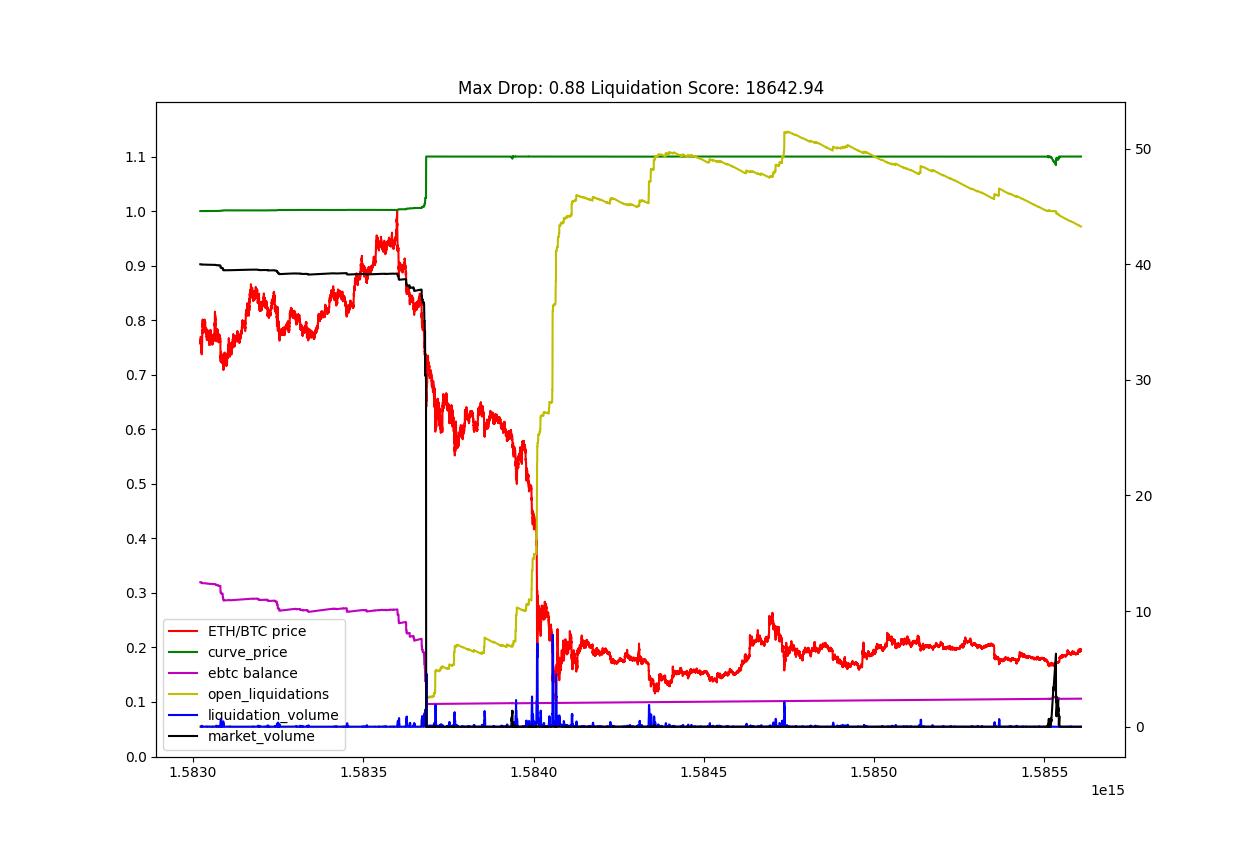 Max Drop: 0.88 Liquidation Score: 18642.94
1.1
1.0
0.9
0.8
0.7
0.6
0.5
0.4
0.3
0.2
0.1
0.0
50
40
30
20
10
0
ETH/BTC price
curve_price
ebtc balance
open_liquidations
liquidation_volume
market_volume
1.5830 1.5835 1.5840 1.5845 1.5850 1.5855
1e15